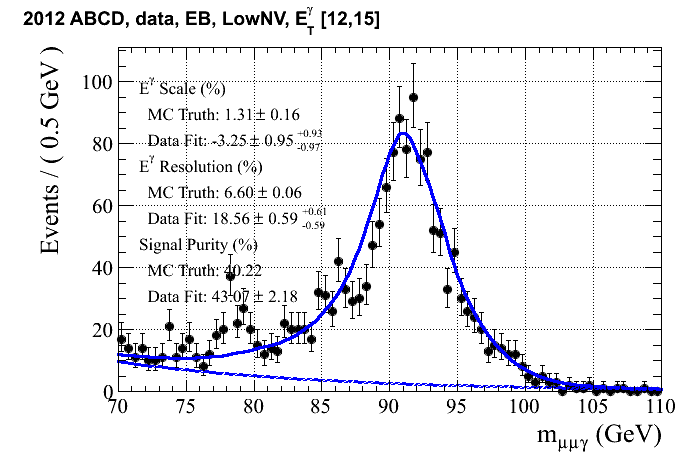 2012 ABCD, data, EB, LowNV, E_T^γ [12,15]
Events / ( 0.5 GeV )
100
80
60
40
20
0
E^γ Scale (%)
MC Truth: 1.31 ± 0.16
Data Fit: -3.25 ± 0.95 +0.93 -0.97
E^γ Resolution (%)
MC Truth: 6.60 ± 0.06
Data Fit: 18.56 ± 0.59 +0.61 -0.59
Signal Purity (%)
MC Truth: 40.22
Data Fit: 43.07 ± 2.18
70 75 80 85 90 95 100 105 110
m_μμγ (GeV)